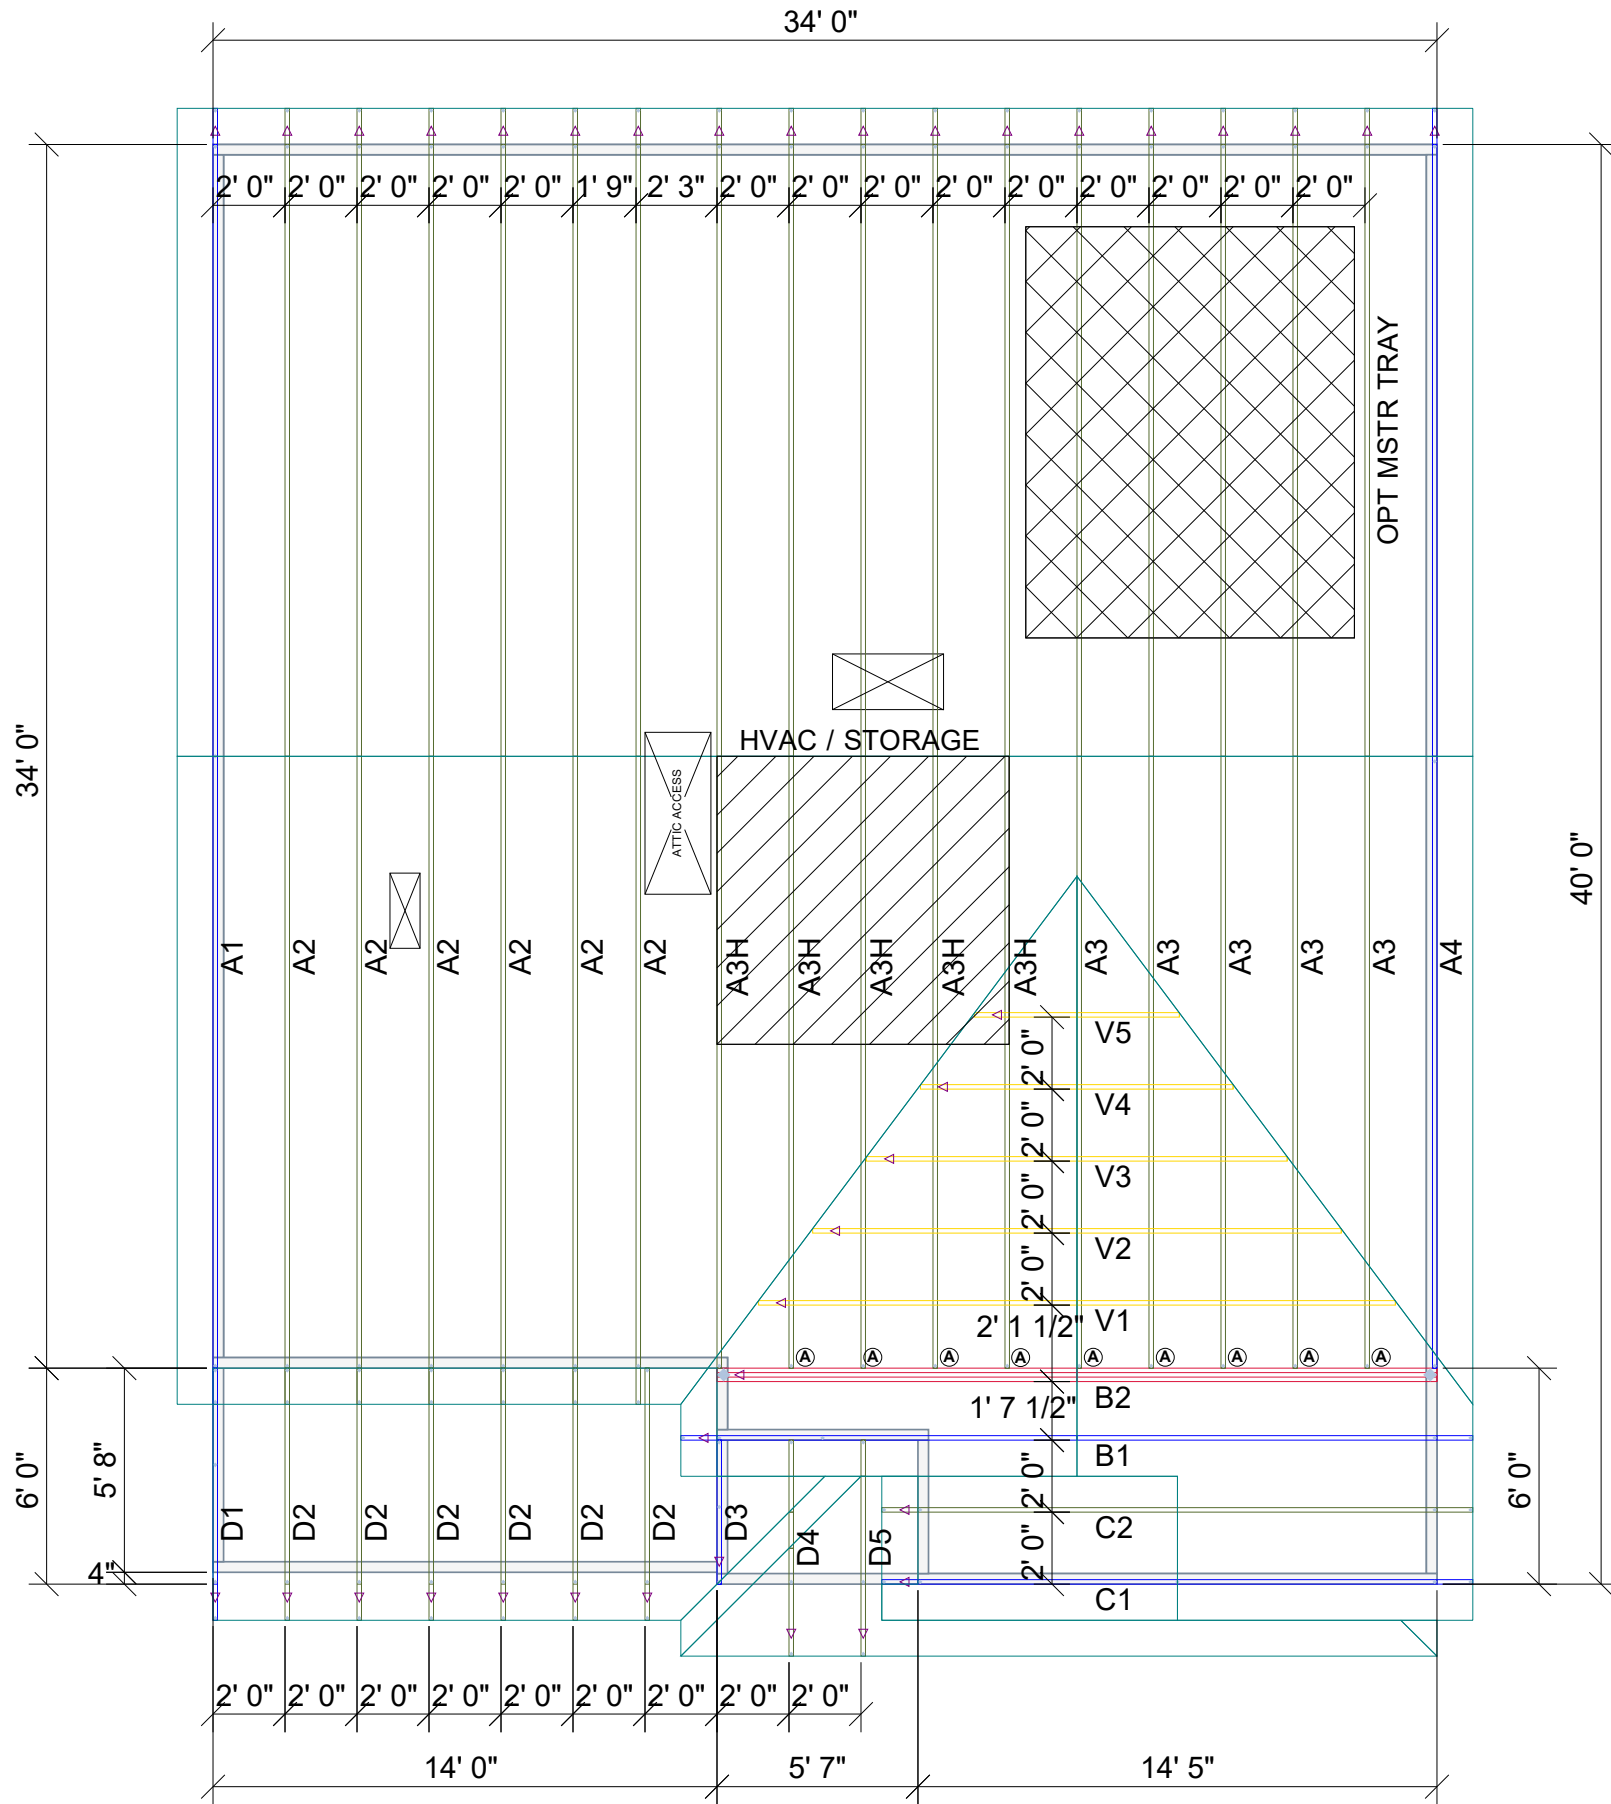 34' 0"
2' 0" 2' 0" 2' 0" 2' 0" 2' 0" 1' 9" 2' 3" 2' 0" 2' 0" 2' 0" 2' 0" 2' 0" 2' 0" 2' 0" 2' 0" 2' 0"
OPT MSTR TRAY
HVAC / STORAGE
ATTIC ACCESS
34' 0"
40' 0"
A1 A2 A2 A2 A2 A2 A2 A3H A3H A3H A3H A3H A3 A3 A3 A3 A3 A4
V5
2' 0"
V4
2' 0"
V3
2' 0"
V2
2' 0"
V1
2' 1 1/2"
A A A A A A A A A
B2
1' 7 1/2"
B1
2' 0"
C2
2' 0"
C1
6' 0"
5' 8"
4"
6' 0"
D1 D2 D2 D2 D2 D2 D2 D3 D4 D5
2' 0" 2' 0" 2' 0" 2' 0" 2' 0" 2' 0" 2' 0" 2' 0" 2' 0"
14' 0" 5' 7" 14' 5"